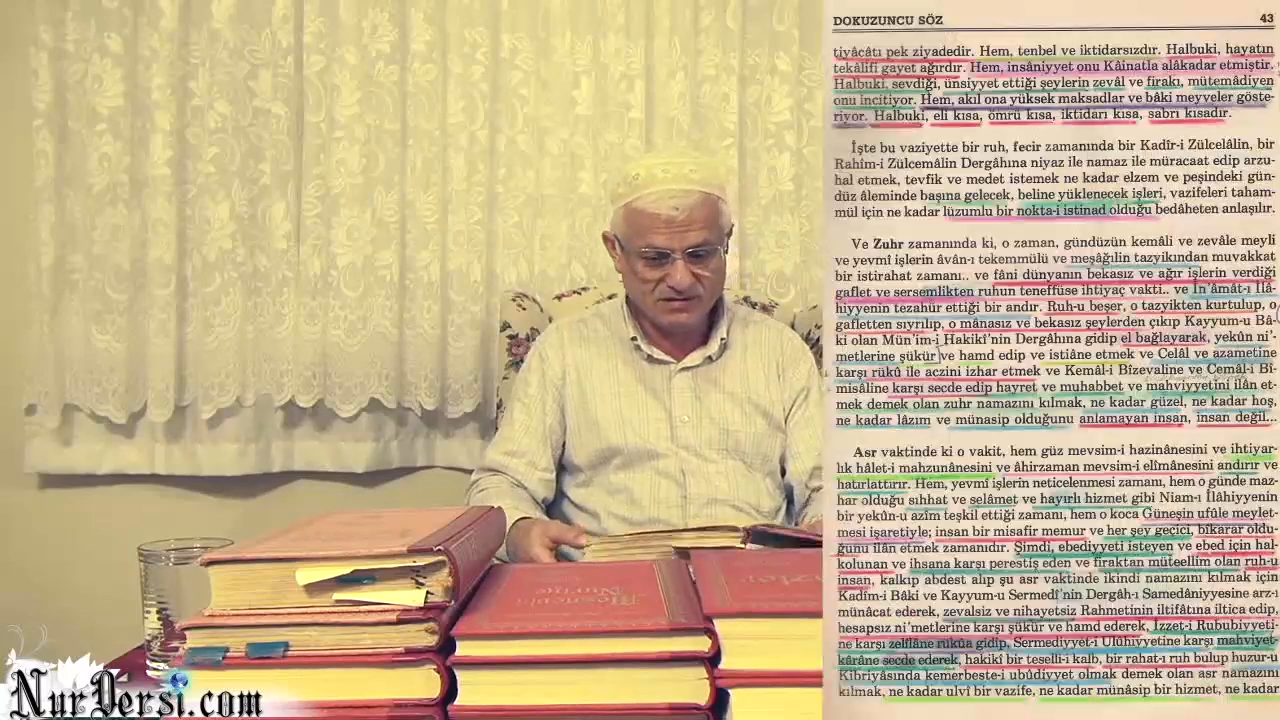 DOKUZUNCU SÖZ 43
tiyâcâtı pek ziyadedir. Hem, tenbel ve iktidarsızdır. Halbuki, hayatın
tekâlifi gayet ağırdır. Hem, insâniyyet onu Kâinatla alâkadar etmiştir.
Halbuki, sevdiği, ünsiyyet ettiği şeylerin zevâl ve firakı, mütemâdiyen
onu incitiyor. Hem, akıl ona yüksek maksadlar ve bâki meyveler göste-
riyor. Halbuki, eli kısa, ömrü kısa, iktidarı kısa, sabrı kısadır.
İşte bu vaziyette bir ruh, fecir zamanında bir Kadîr-i Zülcelâlin, bir
Rahîm-i Zülcemâlin Dergâhına niyaz ile namaz ile müracaat edip arzu-
hal etmek, tevfik ve medet istemek ne kadar elzem ve peşindeki gün-
düz âleminde başına gelecek, beline yüklenecek işleri, vazifeleri taham-
mül için ne kadar lüzumlu bir nokta-i istinad olduğu bedâheten anlaşılır.
Ve Zuhr zamanında ki, o zaman, gündüzün kemâli ve zevâle meyli
ve yevmî işlerin âvân-ı tekemmülü ve meşâğılin tazyikından muvakkat
bir istirahat zamanı.. ve fâni dünyanın bekasız ve ağır işlerin verdiği
gaflet ve sersemlikten ruhun teneffüse ihtiyaç vakti.. ve İn'âmât-ı İlâ-
hiyyenin tezahür ettiği bir andır. Ruh-u beşer, o tazyikten kurtulup, o
gafletten sıyrılıp, o mânasız ve bekasız şeylerden çıkıp Kayyum-u Bâ-
ki olan Mün'im-i Hakikî'nin Dergâhına gidip el bağlayarak, yekûn ni'-
metlerine şükür ve hamd edip ve istiâne etmek ve Celâl ve azametine
karşı rükû ile aczini izhar etmek ve Kemâl-i Bîzevaline ve Cemâl-i Bî-
misâline karşı secde edip hayret ve muhabbet ve mahviyyetini ilân et-
mek demek olan zuhr namazını kılmak, ne kadar güzel, ne kadar hoş,
ne kadar lâzım ve münasip olduğunu anlamayan insan, insan değil...
Asr vaktinde ki o vakit, hem güz mevsim-i hazinânesini ve ihtiyar-
lık hâlet-i mahzunânesini ve âhirzaman mevsim-i elîmânesini andırır ve
hatırlattırır. Hem, yevmî işlerin neticelenmesi zamanı, hem o günde maz-
har olduğu sıhhat ve selâmet ve hayırlı hizmet gibi Niam-ı İlâhiyyenin
bir yekûn-u azîm teşkil ettiği zamanı, hem o koca Güneşin ufûle meylet-
mesi işaretiyle; insan bir misafir memur ve her şey geçici, bîkarar oldu-
ğunu ilân etmek zamanıdır. Şimdi, ebediyyeti isteyen ve ebed için hal-
kolunan ve ihsana karşı perestiş eden ve firaktan müteellim olan ruh-u
insan, kalkıp abdest alıp şu asr vaktinde ikindi namazını kılmak için
Kadîm-i Bâki ve Kayyum-u Sermedî'nin Dergâh-ı Samedâniyyesine arz-ı
münâcat ederek, zevalsiz ve nihayetsiz Rahmetinin iltifatına iltica edip,
hesapsız ni'metlerine karşı şükür ve hamd ederek, İzzet-i Rububiyyeti-
ne karşı zelîlâne rukûa gidip, Sermediyyet-i Ulûhiyyetine karşı mahviyet-
kârâne secde ederek, hakikî bir teselli-i kalb, bir rahat-ı ruh bulup huzur-u
Kibriyâsında kemerbeste-i ubûdiyyet olmak demek olan asr namazını
kılmak, ne kadar ulvî bir vazife, ne kadar münâsip bir hizmet, ne kadar
Mesnevî-i
Nuriye
Sözler
NurDersi.com